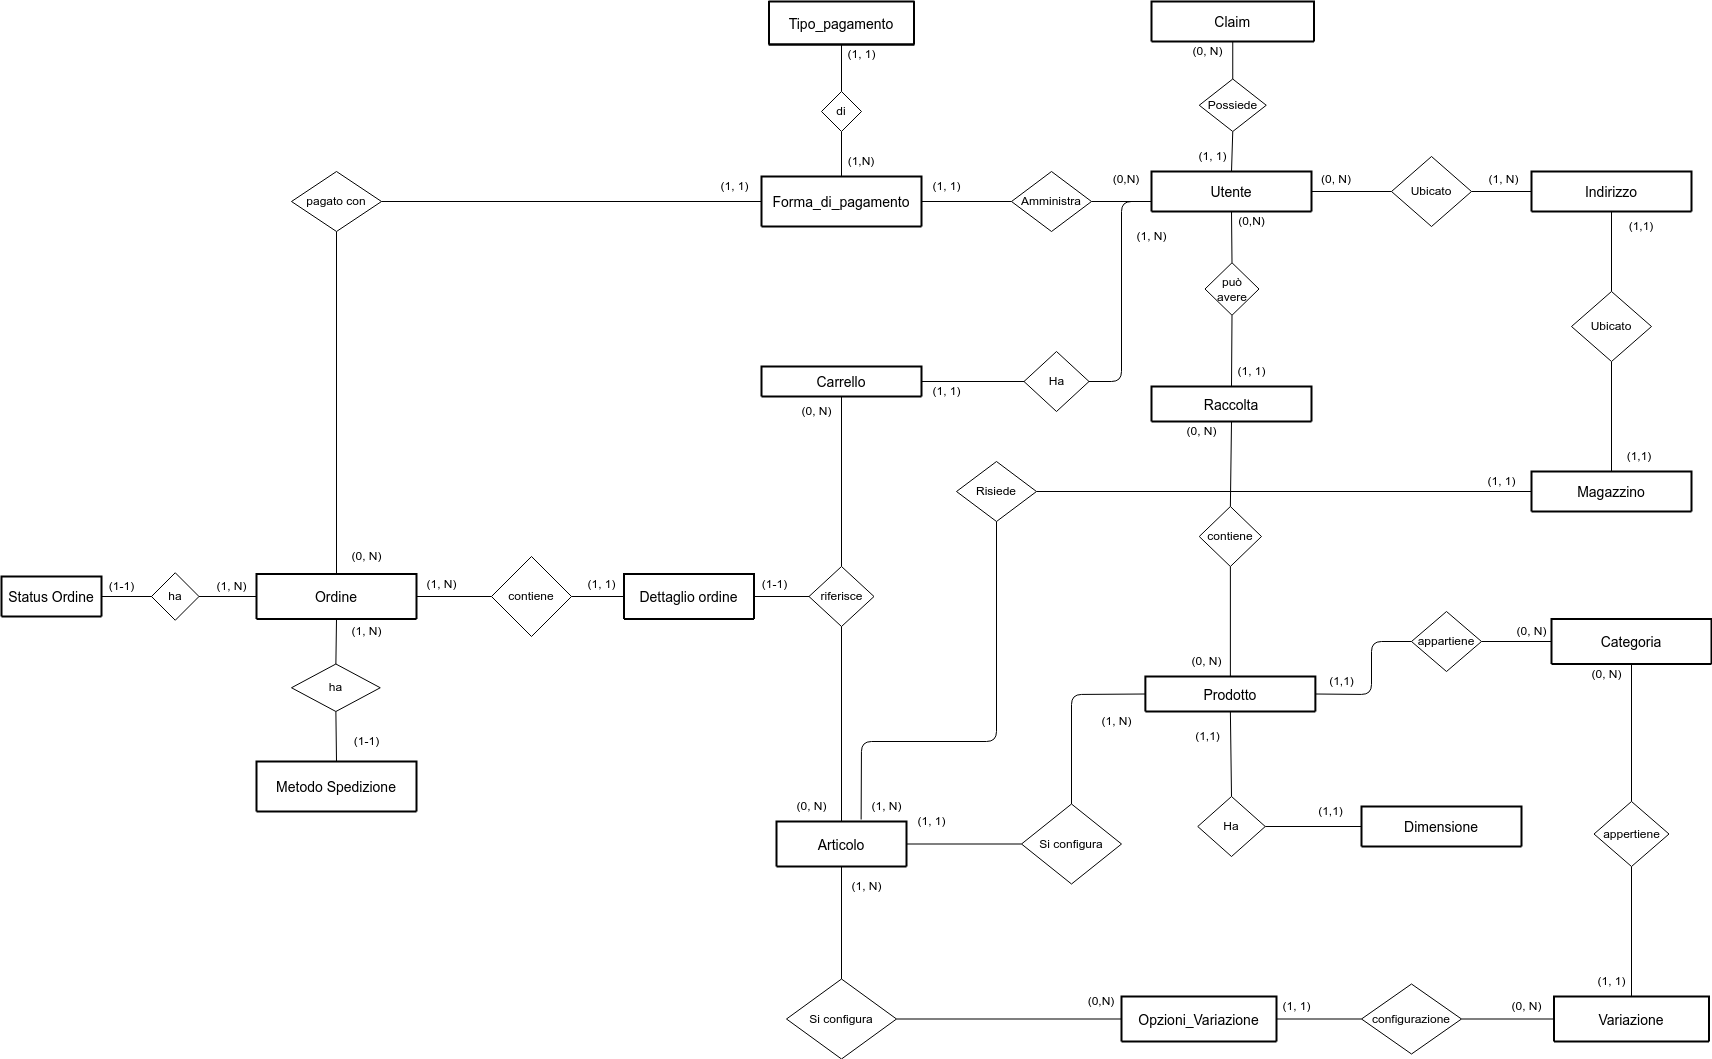 Tipo_pagamento
Claim
(1, 1)
(0, N)
di
Possiede
(1,N)
(1, 1)
(1, 1)
Forma_di_pagamento
(1, 1)
Amministra
(0,N)
Utente
(0, N)
Ubicato
(1, N)
Indirizzo
pagato con
(1, N)
(0,N)
(1,1)
può
avere
Ubicato
Carrello
(1, 1)
Ha
(1, 1)
Raccolta
(0, N)
(0, N)
(1,1)
Risiede
(1, 1)
Magazzino
contiene
(0, N)
Status Ordine
(1-1)
ha
(1, N)
Ordine
(1, N)
contiene
(1, 1)
Dettaglio ordine
(1-1)
riferisce
(1, N)
ha
(1-1)
Metodo Spedizione
(0, N)
Prodotto
(1,1)
appartiene
(0, N)
Categoria
(0, N)
(1, N)
(1,1)
(0, N)
(1, N)
(1, 1)
Articolo
Si configura
Ha
(1,1)
Dimensione
appertiene
(1, N)
(1, 1)
Si configura
(0,N)
Opzioni_Variazione
(1, 1)
configurazione
(0, N)
Variazione